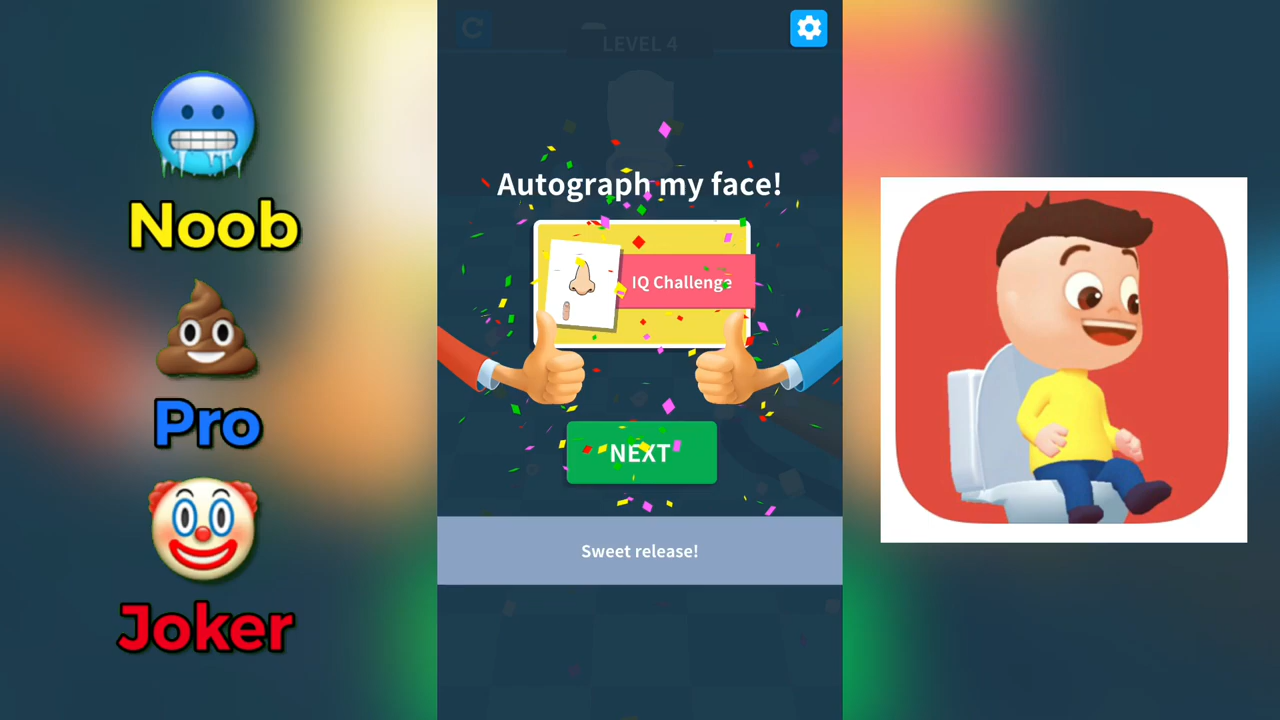 Noob
Pro
Joker
LEVEL 4
Autograph my face!
IQ Challenge
NEXT
Sweet release!